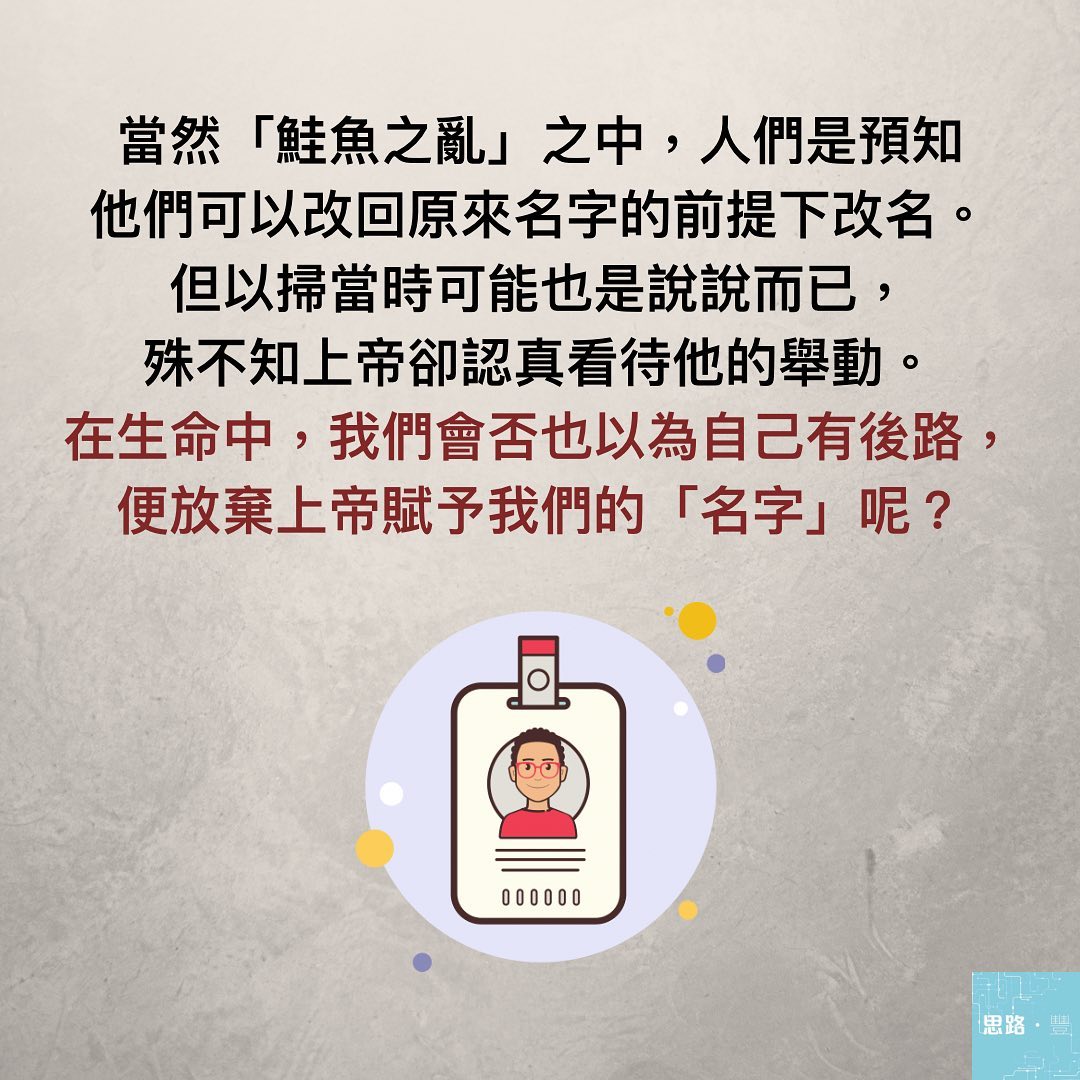 當然「鮭魚之亂」之中，人們是預知
他們可以改回原來名字的前提下改名。
但以掃當時可能也是說說而已，
殊不知上帝卻認真看待他的舉動。
在生命中，我們會否也以為自己有後路，
便放棄上帝賦予我們的「名字」呢？
000000
思路・豐